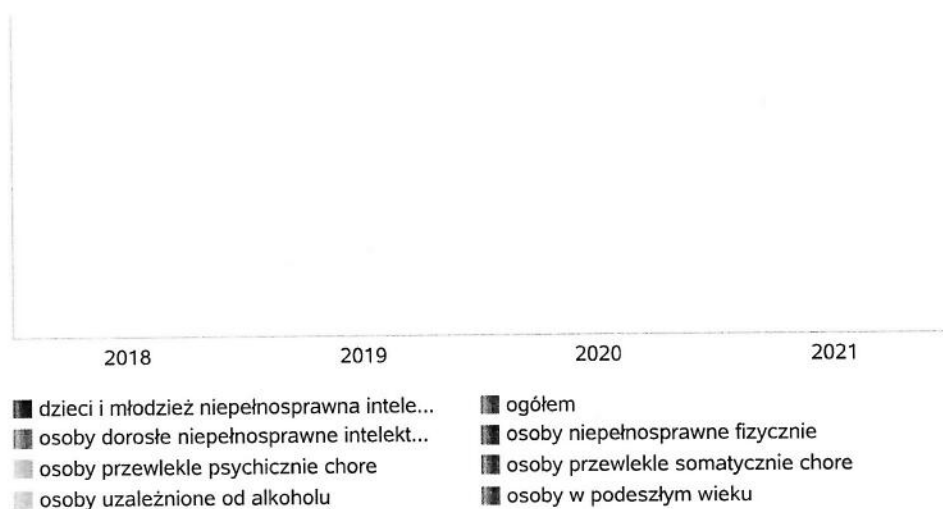 2018 2019 2020 2021
dzieci i młodzież niepełnosprawna intele...
osoby dorosłe niepełnosprawne intelekt...
osoby przewlekle psychicznie chore
osoby uzależnione od alkoholu
ogółem
osoby niepełnosprawne fizycznie
osoby przewlekle somatycznie chore
osoby w podeszłym wieku